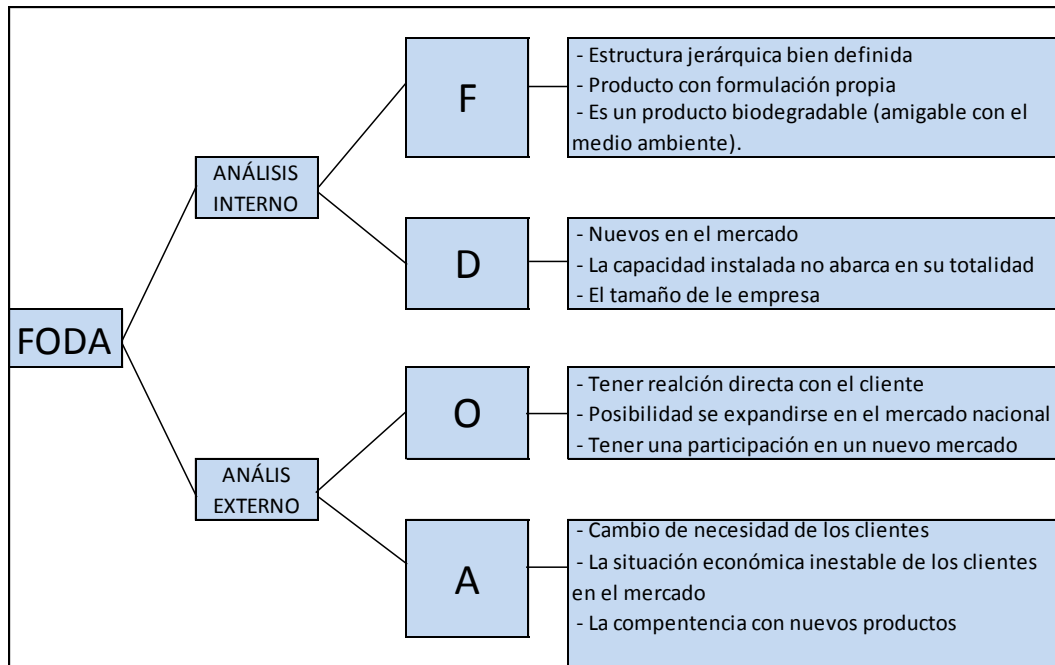 FODA
ANÁLISIS
INTERNO
F
- Estructura jerárquica bien definida
- Producto con formulación propia
- Es un producto biodegradable (amigable con el
medio ambiente).
D
- Nuevos en el mercado
- La capacidad instalada no abarca en su totalidad
- El tamaño de le empresa
ANÁLIS
EXTERNO
O
- Tener realción directa con el cliente
- Posibilidad se expandirse en el mercado nacional
- Tener una participación en un nuevo mercado
A
- Cambio de necesidad de los clientes
- La situación económica inestable de los clientes
en el mercado
- La compentencia con nuevos productos